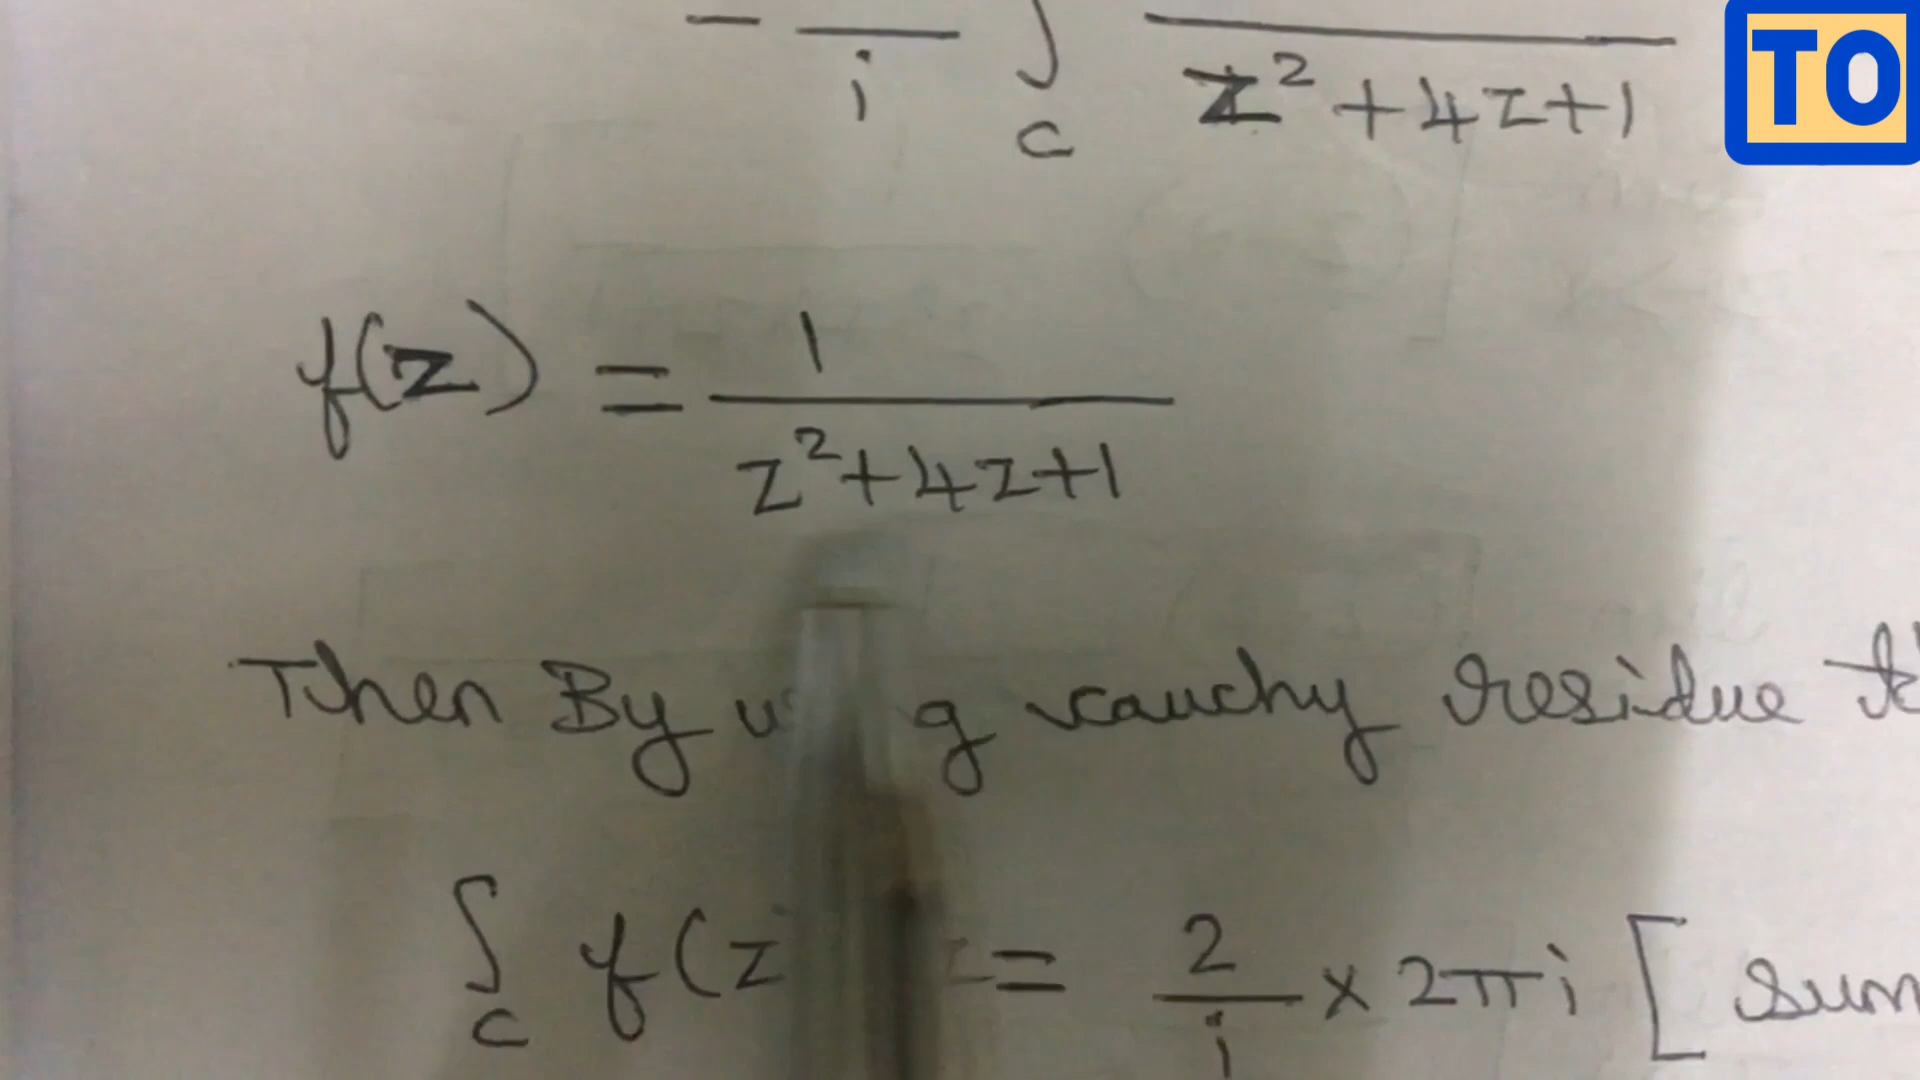 TO
- — i ∫ c — z² + 4z + 1
f(z) = 1 / z² + 4z + 1
Then By cauchy residue
∫ c f(z = 2/i × 2πi [ sum